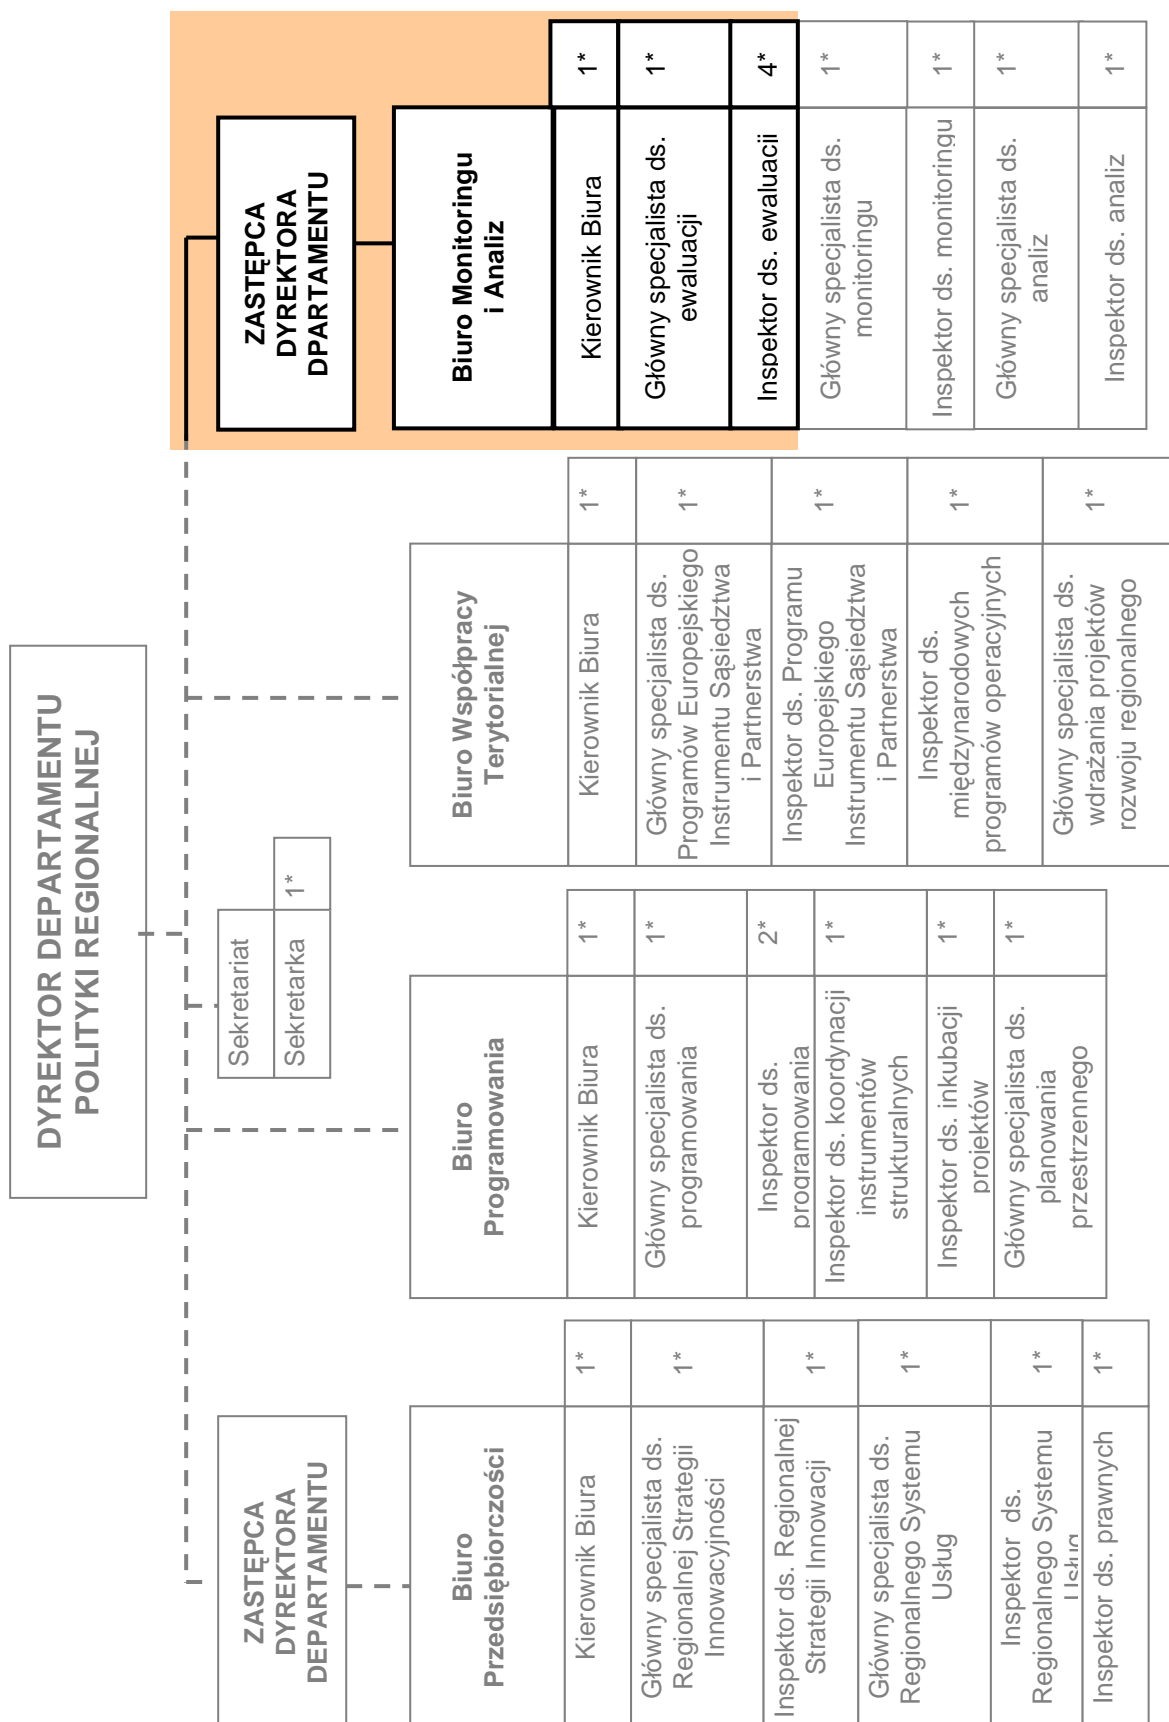 DYREKTOR DEPARTAMENTU
POLITYKI REGIONALNEJ
Sekretariat
Sekretarka
1*
ZASTĘPCA
DYREKTORA
DEPARTAMENTU
Biuro
Przedsiębiorczości
Kierownik Biura
1*
Główny specjalista ds.
Regionalnej Strategii
Innowacyjności
1*
Inspektor ds. Regionalnej
Strategii Innowacji
1*
Główny specjalista ds.
Regionalnego Systemu
Usług
1*
Inspektor ds.
Regionalnego Systemu
Usług
1*
Inspektor ds. prawnych
1*
Biuro
Programowania
Kierownik Biura
1*
Główny specjalista ds.
programowania
1*
Inspektor ds.
programowania
2*
Inspektor ds. koordynacji
instrumentów
strukturalnych
1*
Inspektor ds. inkubacji
projektów
1*
Główny specjalista ds.
planowania
przestrzennego
1*
Biuro Współpracy
Terytorialnej
Kierownik Biura
1*
Główny specjalista ds.
Programów Europejskiego
Instrumentu Sąsiedztwa
i Partnerstwa
1*
Inspektor ds. Programu
Europejskiego
Instrumentu Sąsiedztwa
i Partnerstwa
1*
Inspektor ds.
międzynarodowych
programów operacyjnych
1*
Główny specjalista ds.
wdrażania projektów
rozwoju regionalnego
1*
ZASTĘPCA
DYREKTORA
DPARTAMENTU
Biuro Monitoringu
i Analiz
Kierownik Biura
1*
Główny specjalista ds.
ewaluacji
1*
Inspektor ds. ewaluacji
4*
Główny specjalista ds.
monitoringu
1*
Inspektor ds. monitoringu
1*
Główny specjalista ds.
analiz
1*
Inspektor ds. analiz
1*